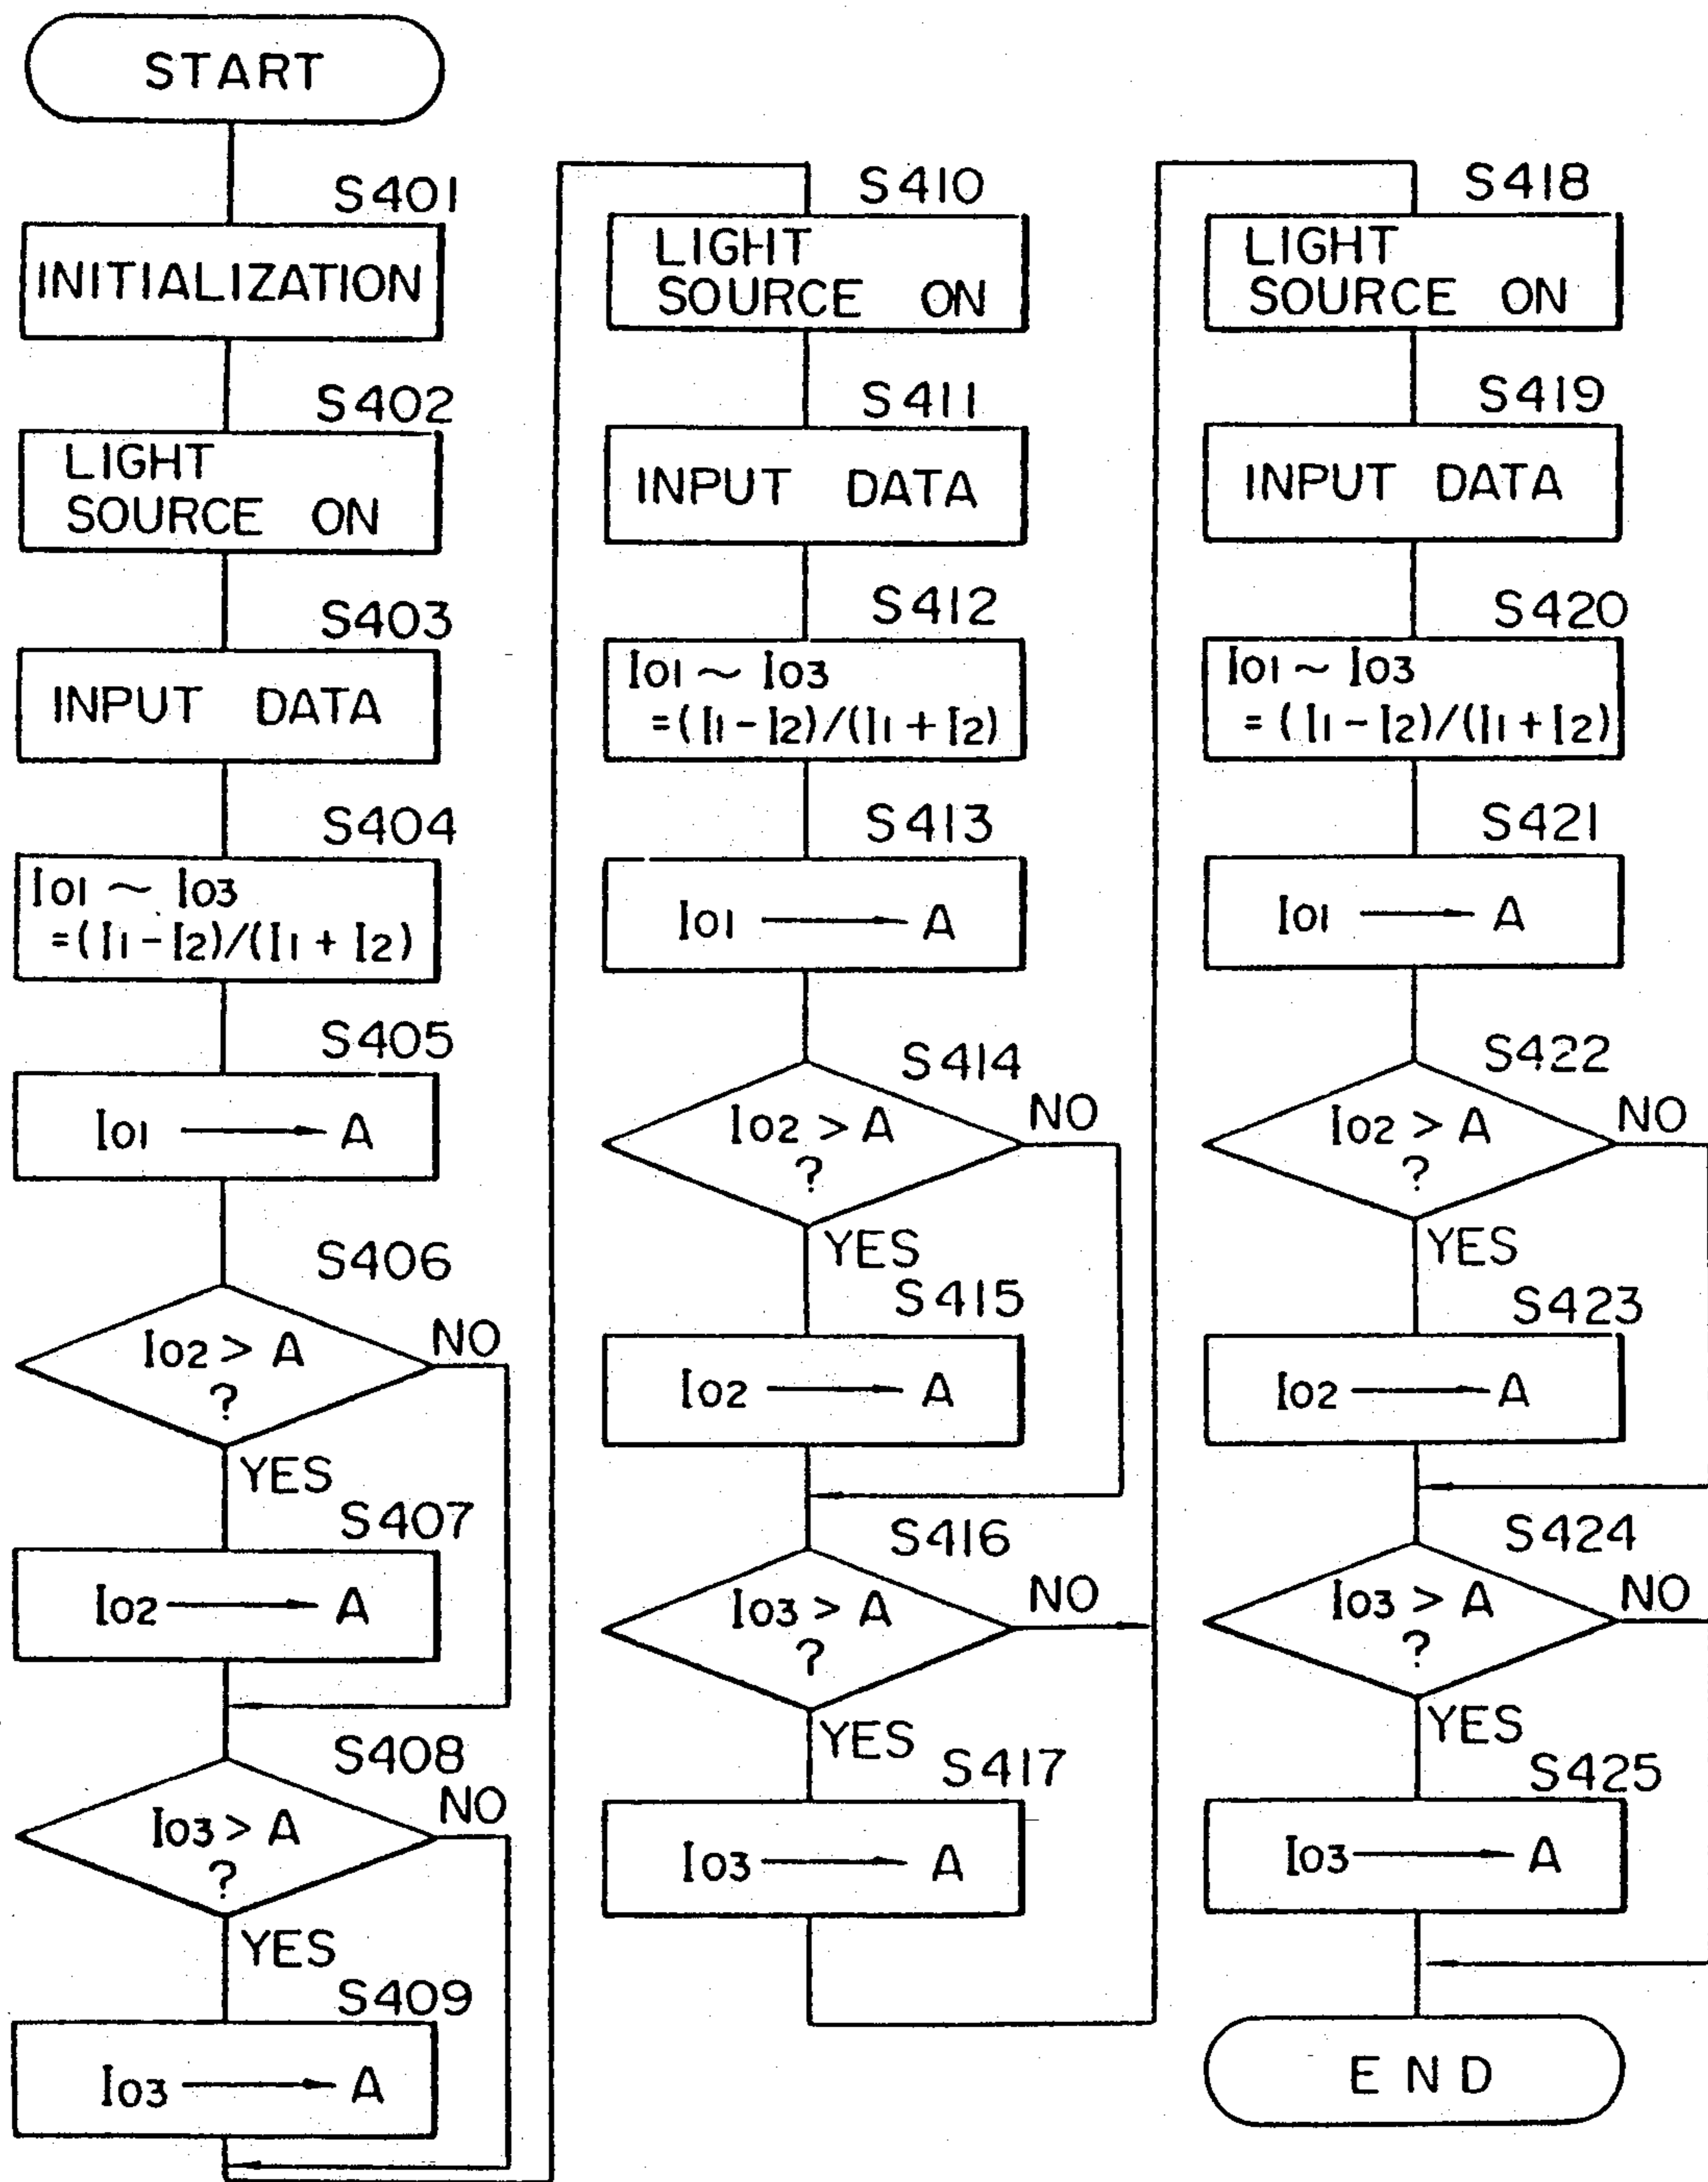 START
S401
INITIALIZATION
S402
LIGHT
SOURCE ON
S403
INPUT DATA
S404
I01 ~ I03
=(I1-I2)/(I1+I2)
S405
I01 → A
S406
I02 > A
?
NO
YES
S407
I02 → A
S408
I03 > A
?
NO
YES
S409
I03 → A
S410
LIGHT
SOURCE ON
S411
INPUT DATA
S412
I01 ~ I03
=(I1-I2)/(I1+I2)
S413
I01 → A
S414
I02 > A
?
NO
YES
S415
I02 → A
S416
I03 > A
?
NO
YES
S417
I03 → A
S418
LIGHT
SOURCE ON
S419
INPUT DATA
S420
I01 ~ I03
=(I1-I2)/(I1+I2)
S421
I01 → A
S422
I02 > A
?
NO
YES
S423
I02 → A
S424
I03 > A
?
NO
YES
S425
I03 → A
END